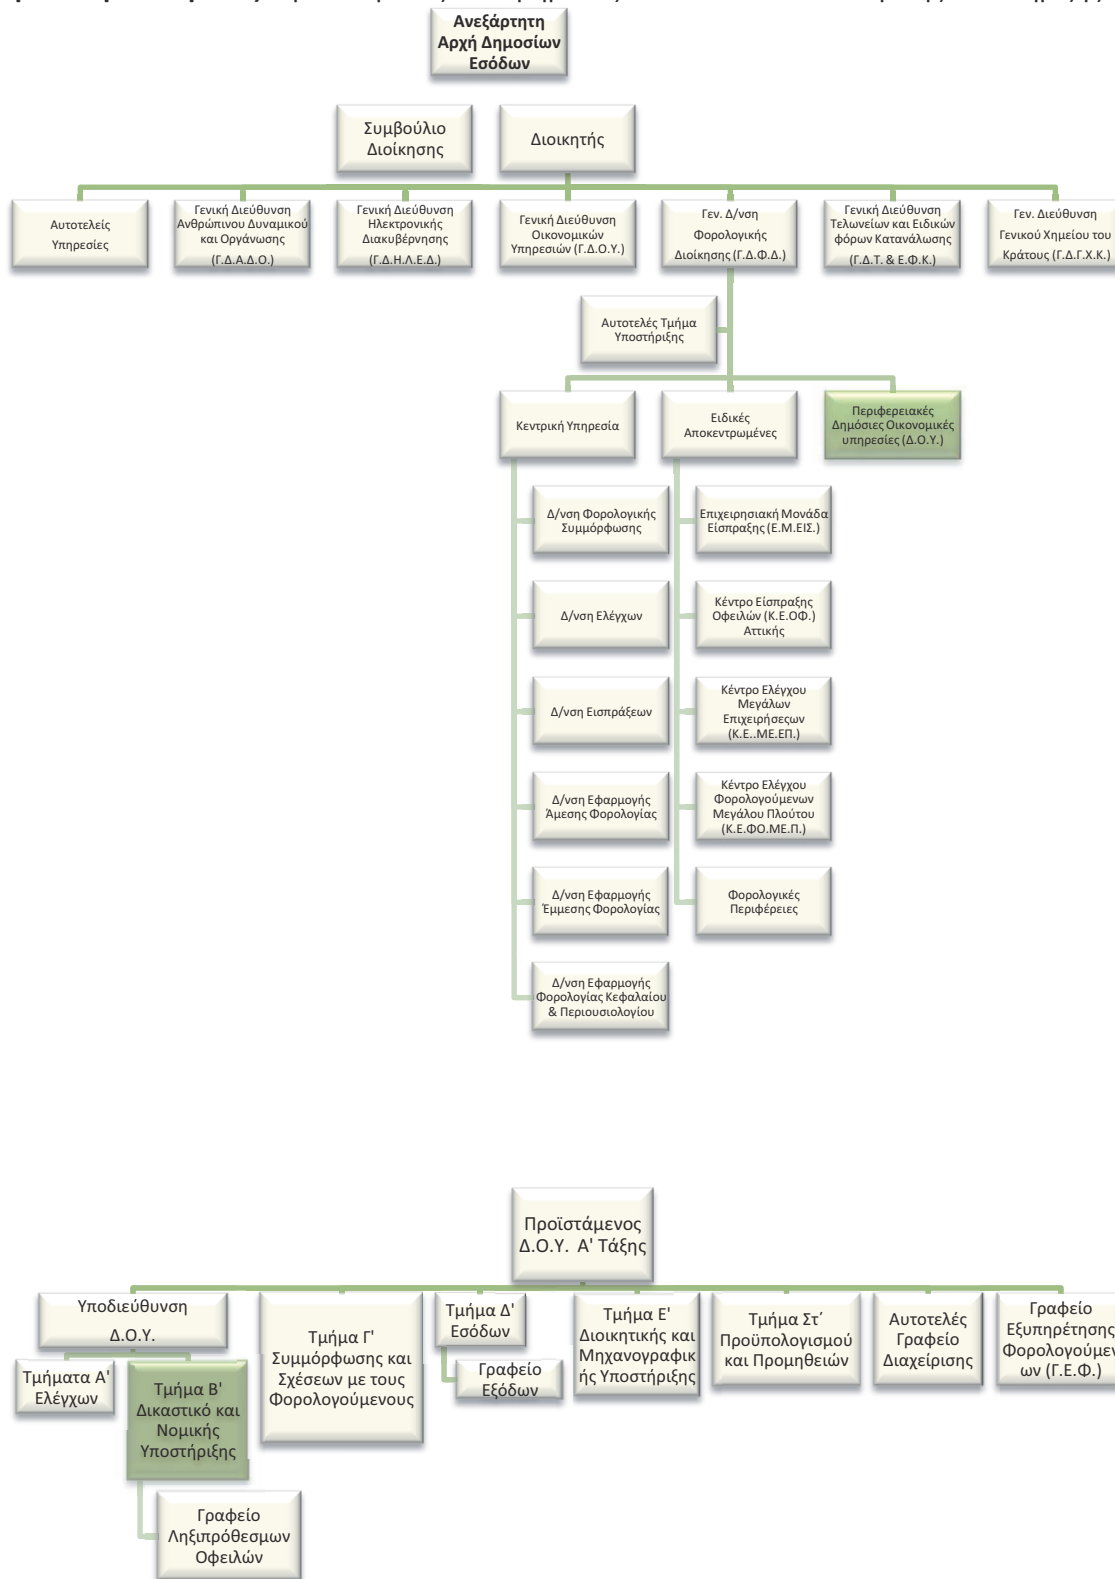 Ανεξάρτητη
Αρχή Δημοσίων
Εσόδων
Συμβούλιο
Διοίκησης
Διοικητής
Αυτοτελείς
Υπηρεσίες
Γενική Διεύθυνση
Ανθρώπινου Δυναμικού
και Οργάνωσης
(Γ.Δ.Α.Δ.Ο.)
Γενική Διεύθυνση
Ηλεκτρονικής
Διακυβέρνησης
(Γ.Δ.Η.Λ.Ε.Δ.)
Γενική Διεύθυνση
Οικονομικών
Υπηρεσιών (Γ.Δ.Ο.Υ.)
Γεν. Δ/νση
Φορολογικής
Διοίκησης (Γ.Δ.Φ.Δ.)
Γενική Διεύθυνση
Τελωνείων και Ειδικών
φόρων Κατανάλωσης
(Γ.Δ.Τ. & Ε.Φ.Κ.)
Γεν. Διεύθυνση
Γενικού Χημείου του
Κράτους (Γ.Δ.Γ.Χ.Κ.)
Αυτοτελές Τμήμα
Υποστήριξης
Κεντρική Υπηρεσία
Ειδικές
Αποκεντρωμένες
Περιφερειακές
Δημόσιες Οικονομικές
υπηρεσίες (Δ.Ο.Υ.)
Δ/νση Φορολογικής
Συμμόρφωσης
Δ/νση Ελέγχων
Δ/νση Εισπράξεων
Δ/νση Εφαρμογής
Άμεσης Φορολογίας
Δ/νση Εφαρμογής
Έμμεσης Φορολογίας
Δ/νση Εφαρμογής
Φορολογίας Κεφαλαίου
& Περιουσιολογίου
Επιχειρησιακή Μονάδα
Είσπραξης (Ε.Μ.ΕΙΣ.)
Κέντρο Είσπραξης
Οφειλών (Κ.Ε.ΟΦ.)
Αττικής
Κέντρο Ελέγχου
Μεγάλων
Επιχειρήσεςων
(Κ.Ε..ΜΕ.ΕΠ.)
Κέντρο Ελέγχου
Φορολογούμενων
Μεγάλου Πλούτου
(Κ.Ε.ΦΟ.ΜΕ.Π.)
Φορολογικές
Περιφέρειες
Προϊστάμενος
Δ.Ο.Υ. Α' Τάξης
Υποδιεύθυνση
Δ.Ο.Υ.
Τμήματα Α'
Ελέγχων
Τμήμα Β'
Δικαστικό και
Νομικής
Υποστήριξης
Γραφείο
Ληξιπρόθεσμων
Οφειλών
Τμήμα Γ'
Συμμόρφωσης και
Σχέσεων με τους
Φορολογούμενους
Τμήμα Δ'
Εσόδων
Γραφείο
Εξόδων
Τμήμα Ε'
Διοικητικής και
Μηχανογραφικ
ής Υποστήριξης
Τμήμα Στ΄
Προϋπολογισμού
και Προμηθειών
Αυτοτελές
Γραφείο
Διαχείρισης
Γραφείο
Εξυπηρέτησης
Φορολογούμεν
ων (Γ.Ε.Φ.)